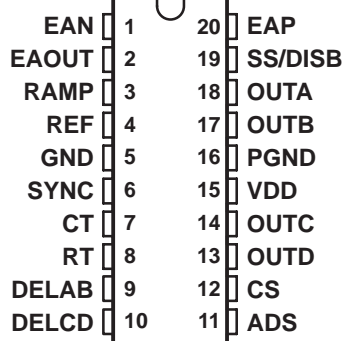 EAN 1 20 EAP
EAOUT 2 19 SS/DISB
RAMP 3 18 OUTA
REF 4 17 OUTB
GND 5 16 PGND
SYNC 6 15 VDD
CT 7 14 OUTC
RT 8 13 OUTD
DELAB 9 12 CS
DELCD 10 11 ADS